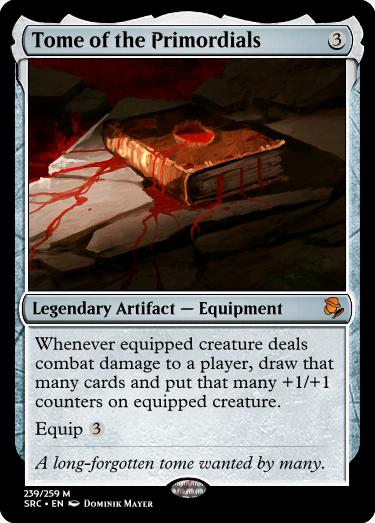 Tome of the Primordials 3
Legendary Artifact — Equipment
Whenever equipped creature deals
combat damage to a player, draw that
many cards and put that many +1/+1
counters on equipped creature.
Equip 3
A long-forgotten tome wanted by many.
239/259 M
SRC • EN Dominik Mayer